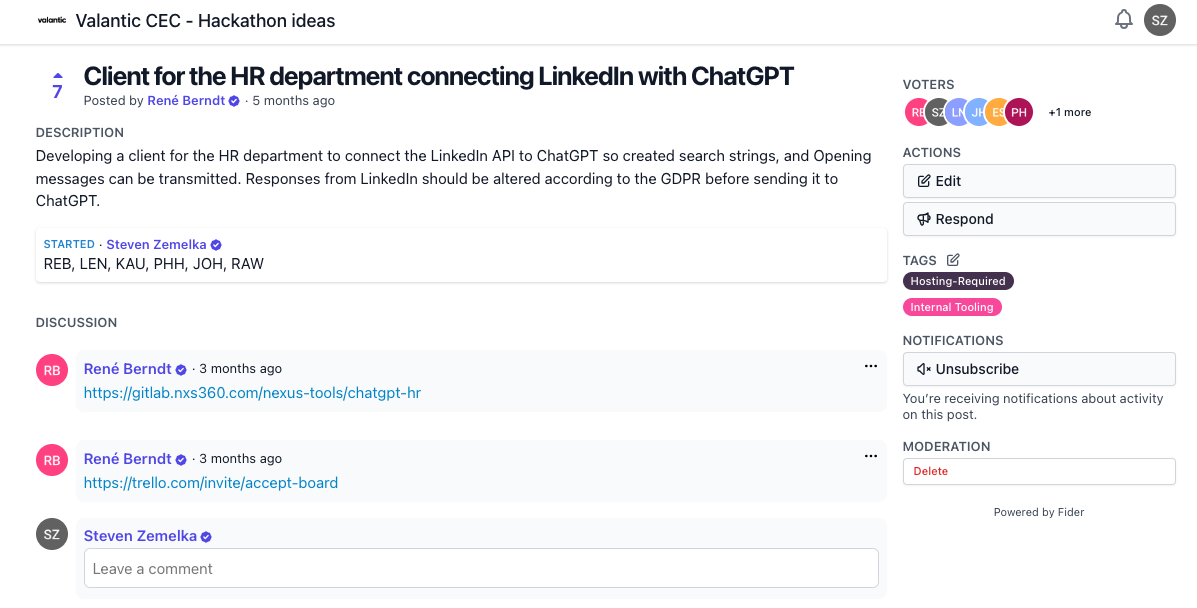 valantic Valantic CEC - Hackathon ideas
SZ
7
Client for the HR department connecting LinkedIn with ChatGPT
Posted by René Berndt · 5 months ago
DESCRIPTION
Developing a client for the HR department to connect the LinkedIn API to ChatGPT so created search strings, and Opening
messages can be transmitted. Responses from LinkedIn should be altered according to the GDPR before sending it to
ChatGPT.
STARTED · Steven Zemelka
REB, LEN, KAU, PHH, JOH, RAW
DISCUSSION
RB
René Berndt · 3 months ago
https://gitlab.nxs360.com/nexus-tools/chatgpt-hr
RB
René Berndt · 3 months ago
https://trello.com/invite/accept-board
SZ
Steven Zemelka
Leave a comment
VOTERS
RB SZ LN JH ES PH +1 more
ACTIONS
Edit
Respond
TAGS
Hosting-Required
Internal Tooling
NOTIFICATIONS
Unsubscribe
You’re receiving notifications about activity
on this post.
MODERATION
Delete
Powered by Fider